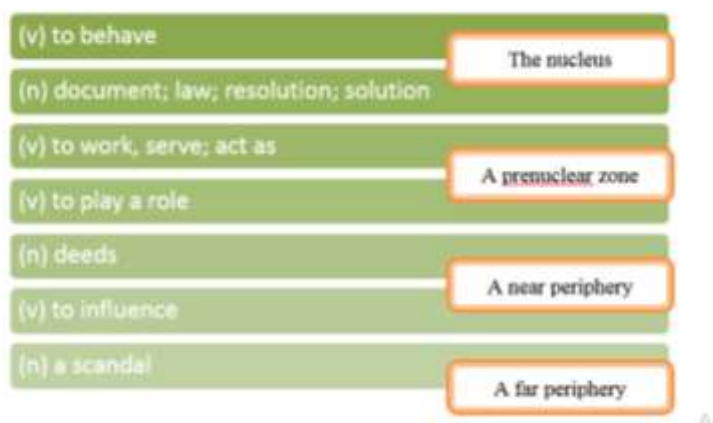 (v) to behave
The nucleus
(n) document; law; resolution; solution
(v) to work, serve; act as
A prenuclear zone
(v) to play a role
(n) deeds
A near periphery
(v) to influence
(n) a scandal
A far periphery